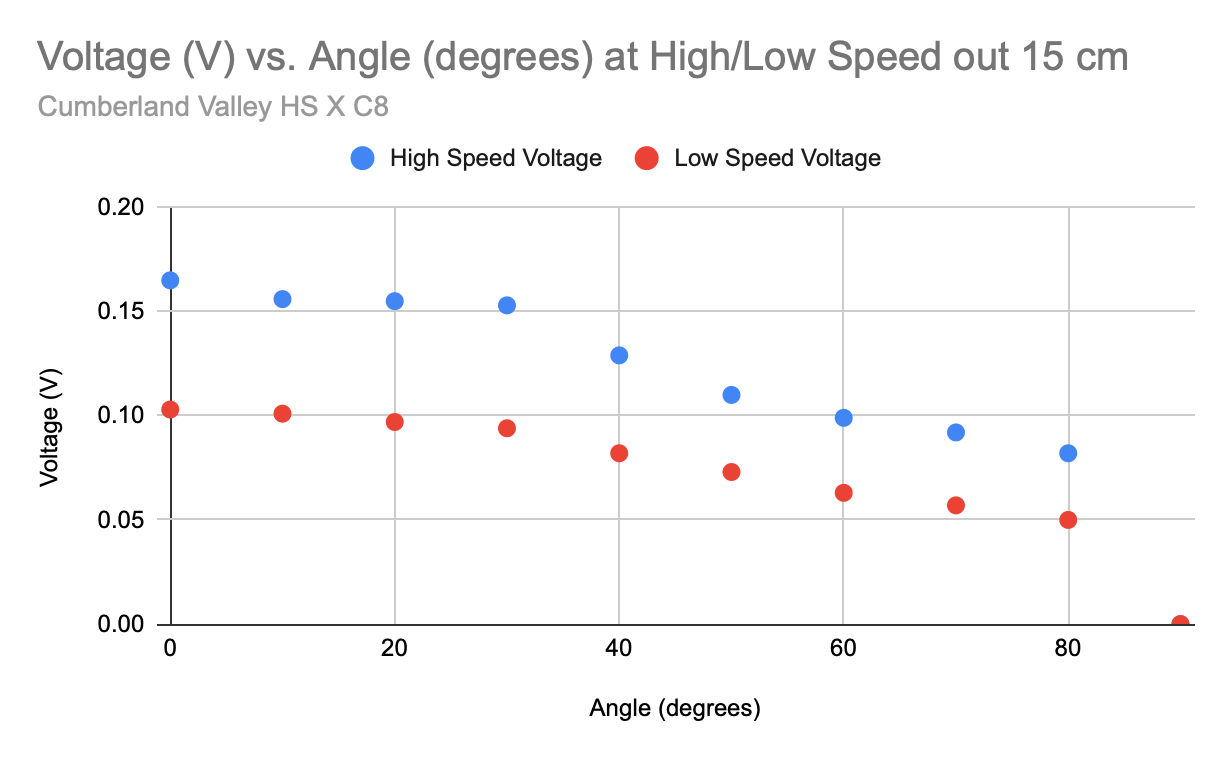 Voltage (V) vs. Angle (degrees) at High/Low Speed out 15 cm
Cumberland Valley HS X C8
High Speed Voltage
Low Speed Voltage
0.20
0.15
0.10
0.05
0.00
Voltage (V)
0 20 40 60 80
Angle (degrees)